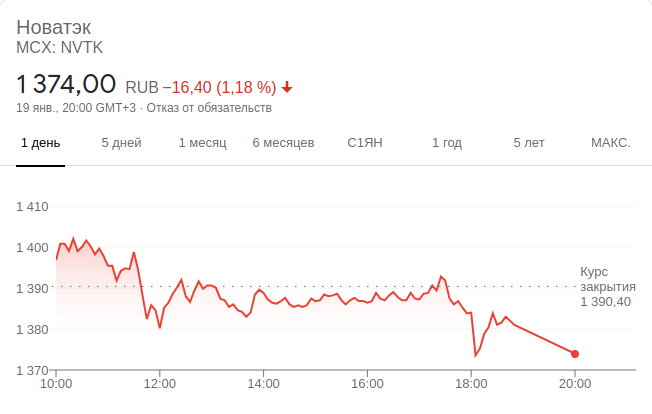 Новатэк
MCX: NVTK
1 374,00 RUB −16,40 (1,18 %)
19 янв., 20:00 GMT+3 · Отказ от обязательств
1 день 5 дней 1 месяц 6 месяцев С1ЯН 1 год 5 лет МАКС.
1 410
1 400
1 390
1 380
1 370
Курс
закрытия
1 390,40
10:00 12:00 14:00 16:00 18:00 20:00